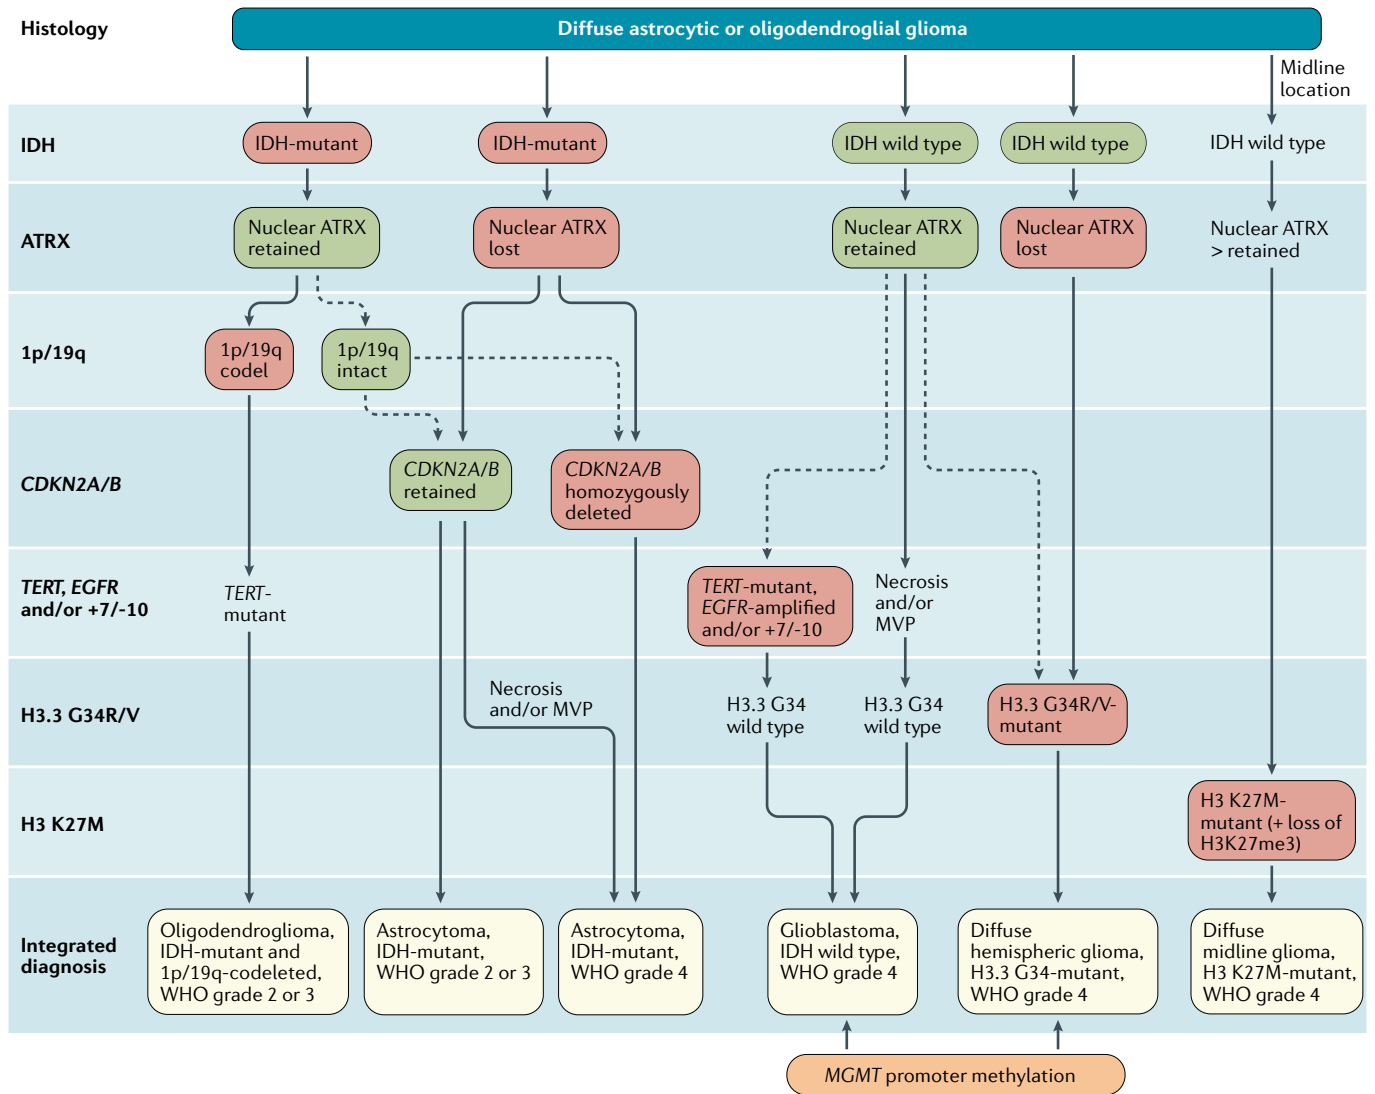 Histology
Diffuse astrocytic or oligodendroglial glioma
Midline
location
IDH
IDH-mutant
IDH-mutant
IDH wild type
IDH wild type
IDH wild type
ATRX
Nuclear ATRX
retained
Nuclear ATRX
lost
Nuclear ATRX
retained
Nuclear ATRX
lost
Nuclear ATRX
> retained
1p/19q
1p/19q
codel
1p/19q
intact
CDKN2A/B
CDKN2A/B
retained
CDKN2A/B
homozygously
deleted
TERT, EGFR
and/or +7/-10
TERT-
mutant
TERT-mutant,
EGFR-amplified
and/or +7/-10
Necrosis
and/or
MVP
H3.3 G34R/V
Necrosis
and/or MVP
H3.3 G34
wild type
H3.3 G34
wild type
H3.3 G34R/V-
mutant
H3 K27M
H3 K27M-
mutant (+ loss of
H3K27me3)
Integrated
diagnosis
Oligodendroglioma,
IDH-mutant and
1p/19q-codeleted,
WHO grade 2 or 3
Astrocytoma,
IDH-mutant,
WHO grade 2 or 3
Astrocytoma,
IDH-mutant,
WHO grade 4
Glioblastoma,
IDH wild type,
WHO grade 4
Diffuse
hemispheric glioma,
H3.3 G34-mutant,
WHO grade 4
Diffuse
midline glioma,
H3 K27M-mutant,
WHO grade 4
MGMT promoter methylation